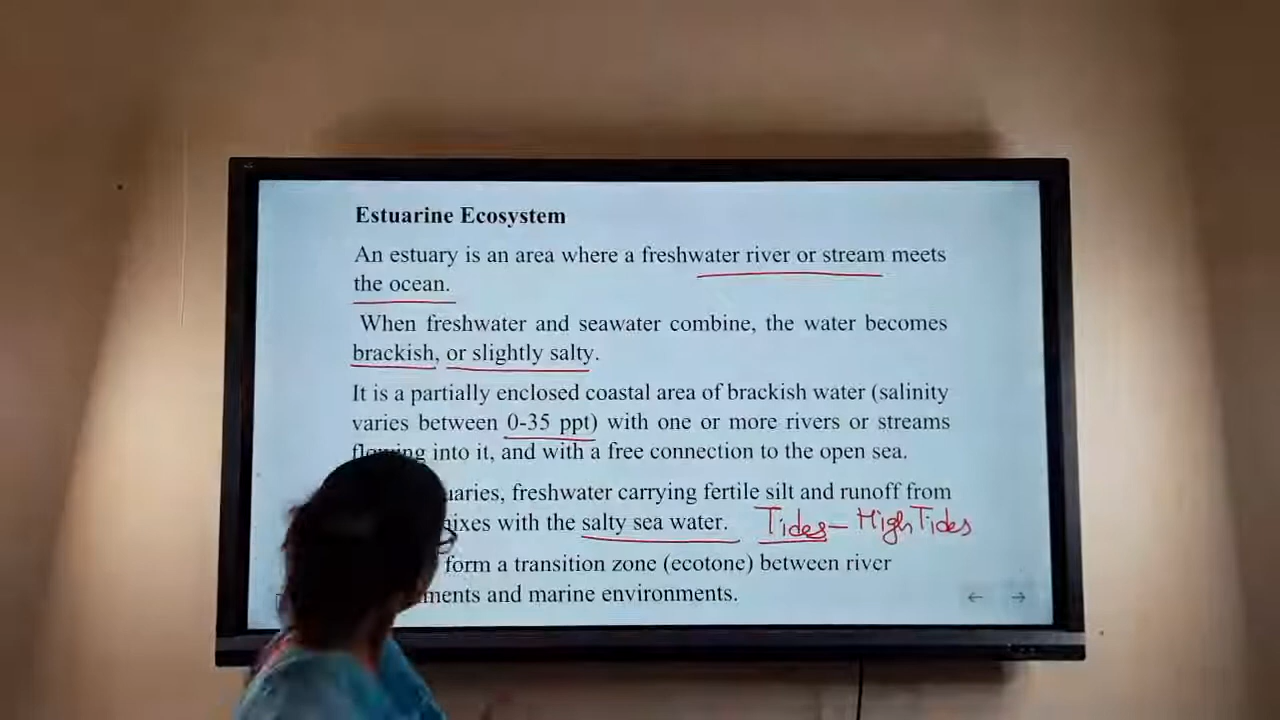 Estuarine Ecosystem
An estuary is an area where a freshwater river or stream meets
the ocean.
When freshwater and seawater combine, the water becomes
brackish, or slightly salty.
It is a partially enclosed coastal area of brackish water (salinity
varies between 0-35 ppt) with one or more rivers or streams
flowing into it, and with a free connection to the open sea.
freshwater carrying fertile silt and runoff from
with the salty sea water. Tides - High Tides
form a transition zone (ecotone) between river
and marine environments.